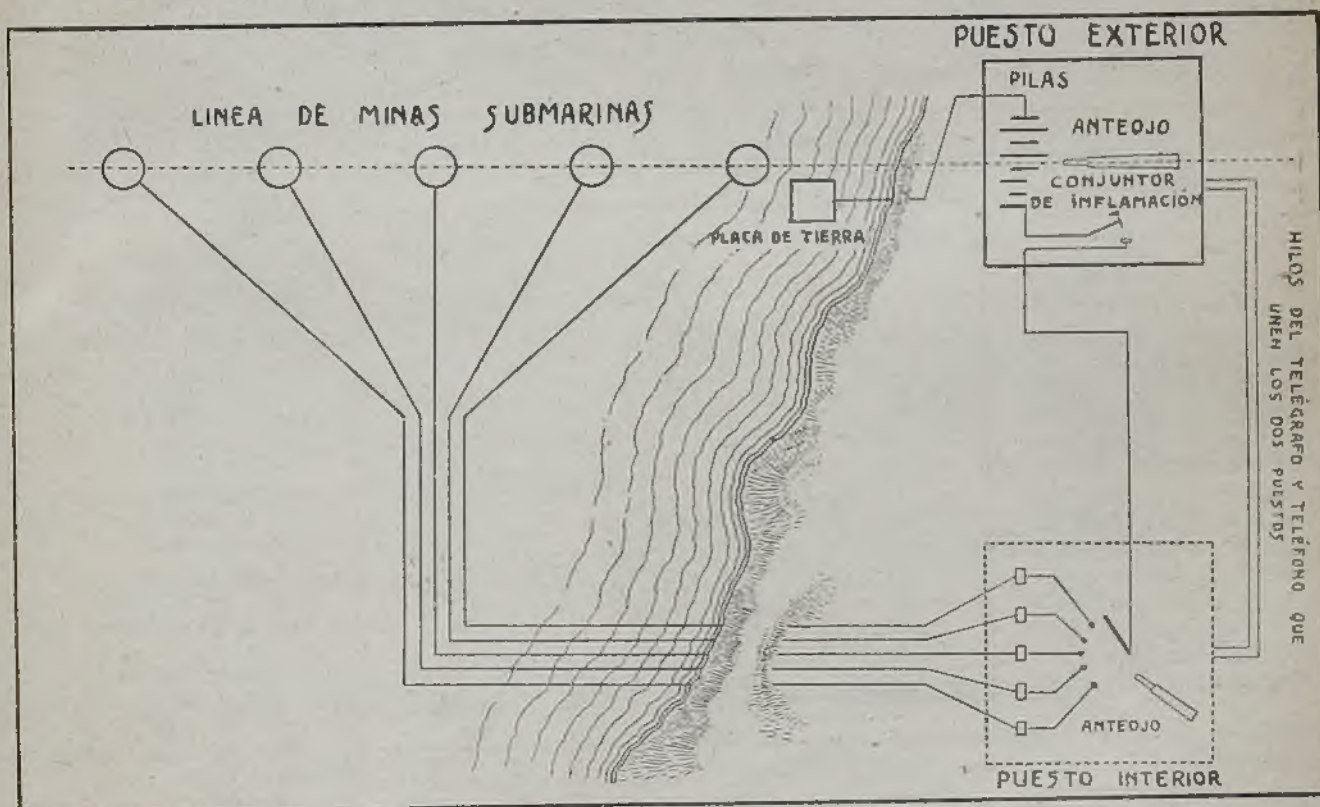 PUESTO EXTERIOR
PILAS
LINEA DE MINAS SUBMARINAS
ANTEOJO
CONJUNTOR
DE INFLAMACIÓN
PLACA DE TIERRA
HILOS DEL TELÉGRAFO Y TELÉFONO QUE
UNEN LOS DOS PUESTOS
ANTEOJO
PUESTO INTERIOR